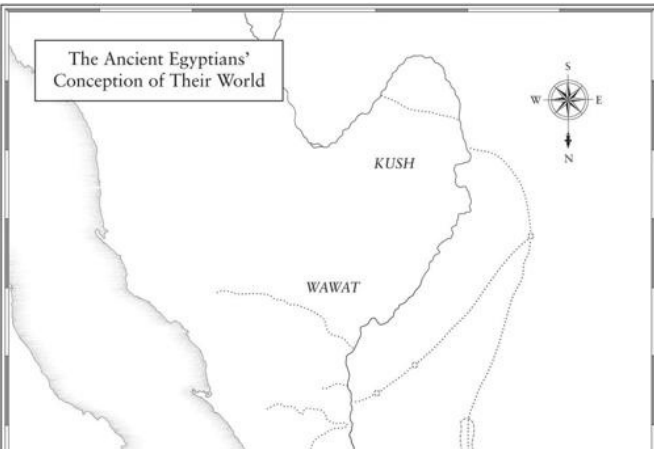 The Ancient Egyptians'
Conception of Their World
S
W
E
N
KUSH
WAWAT